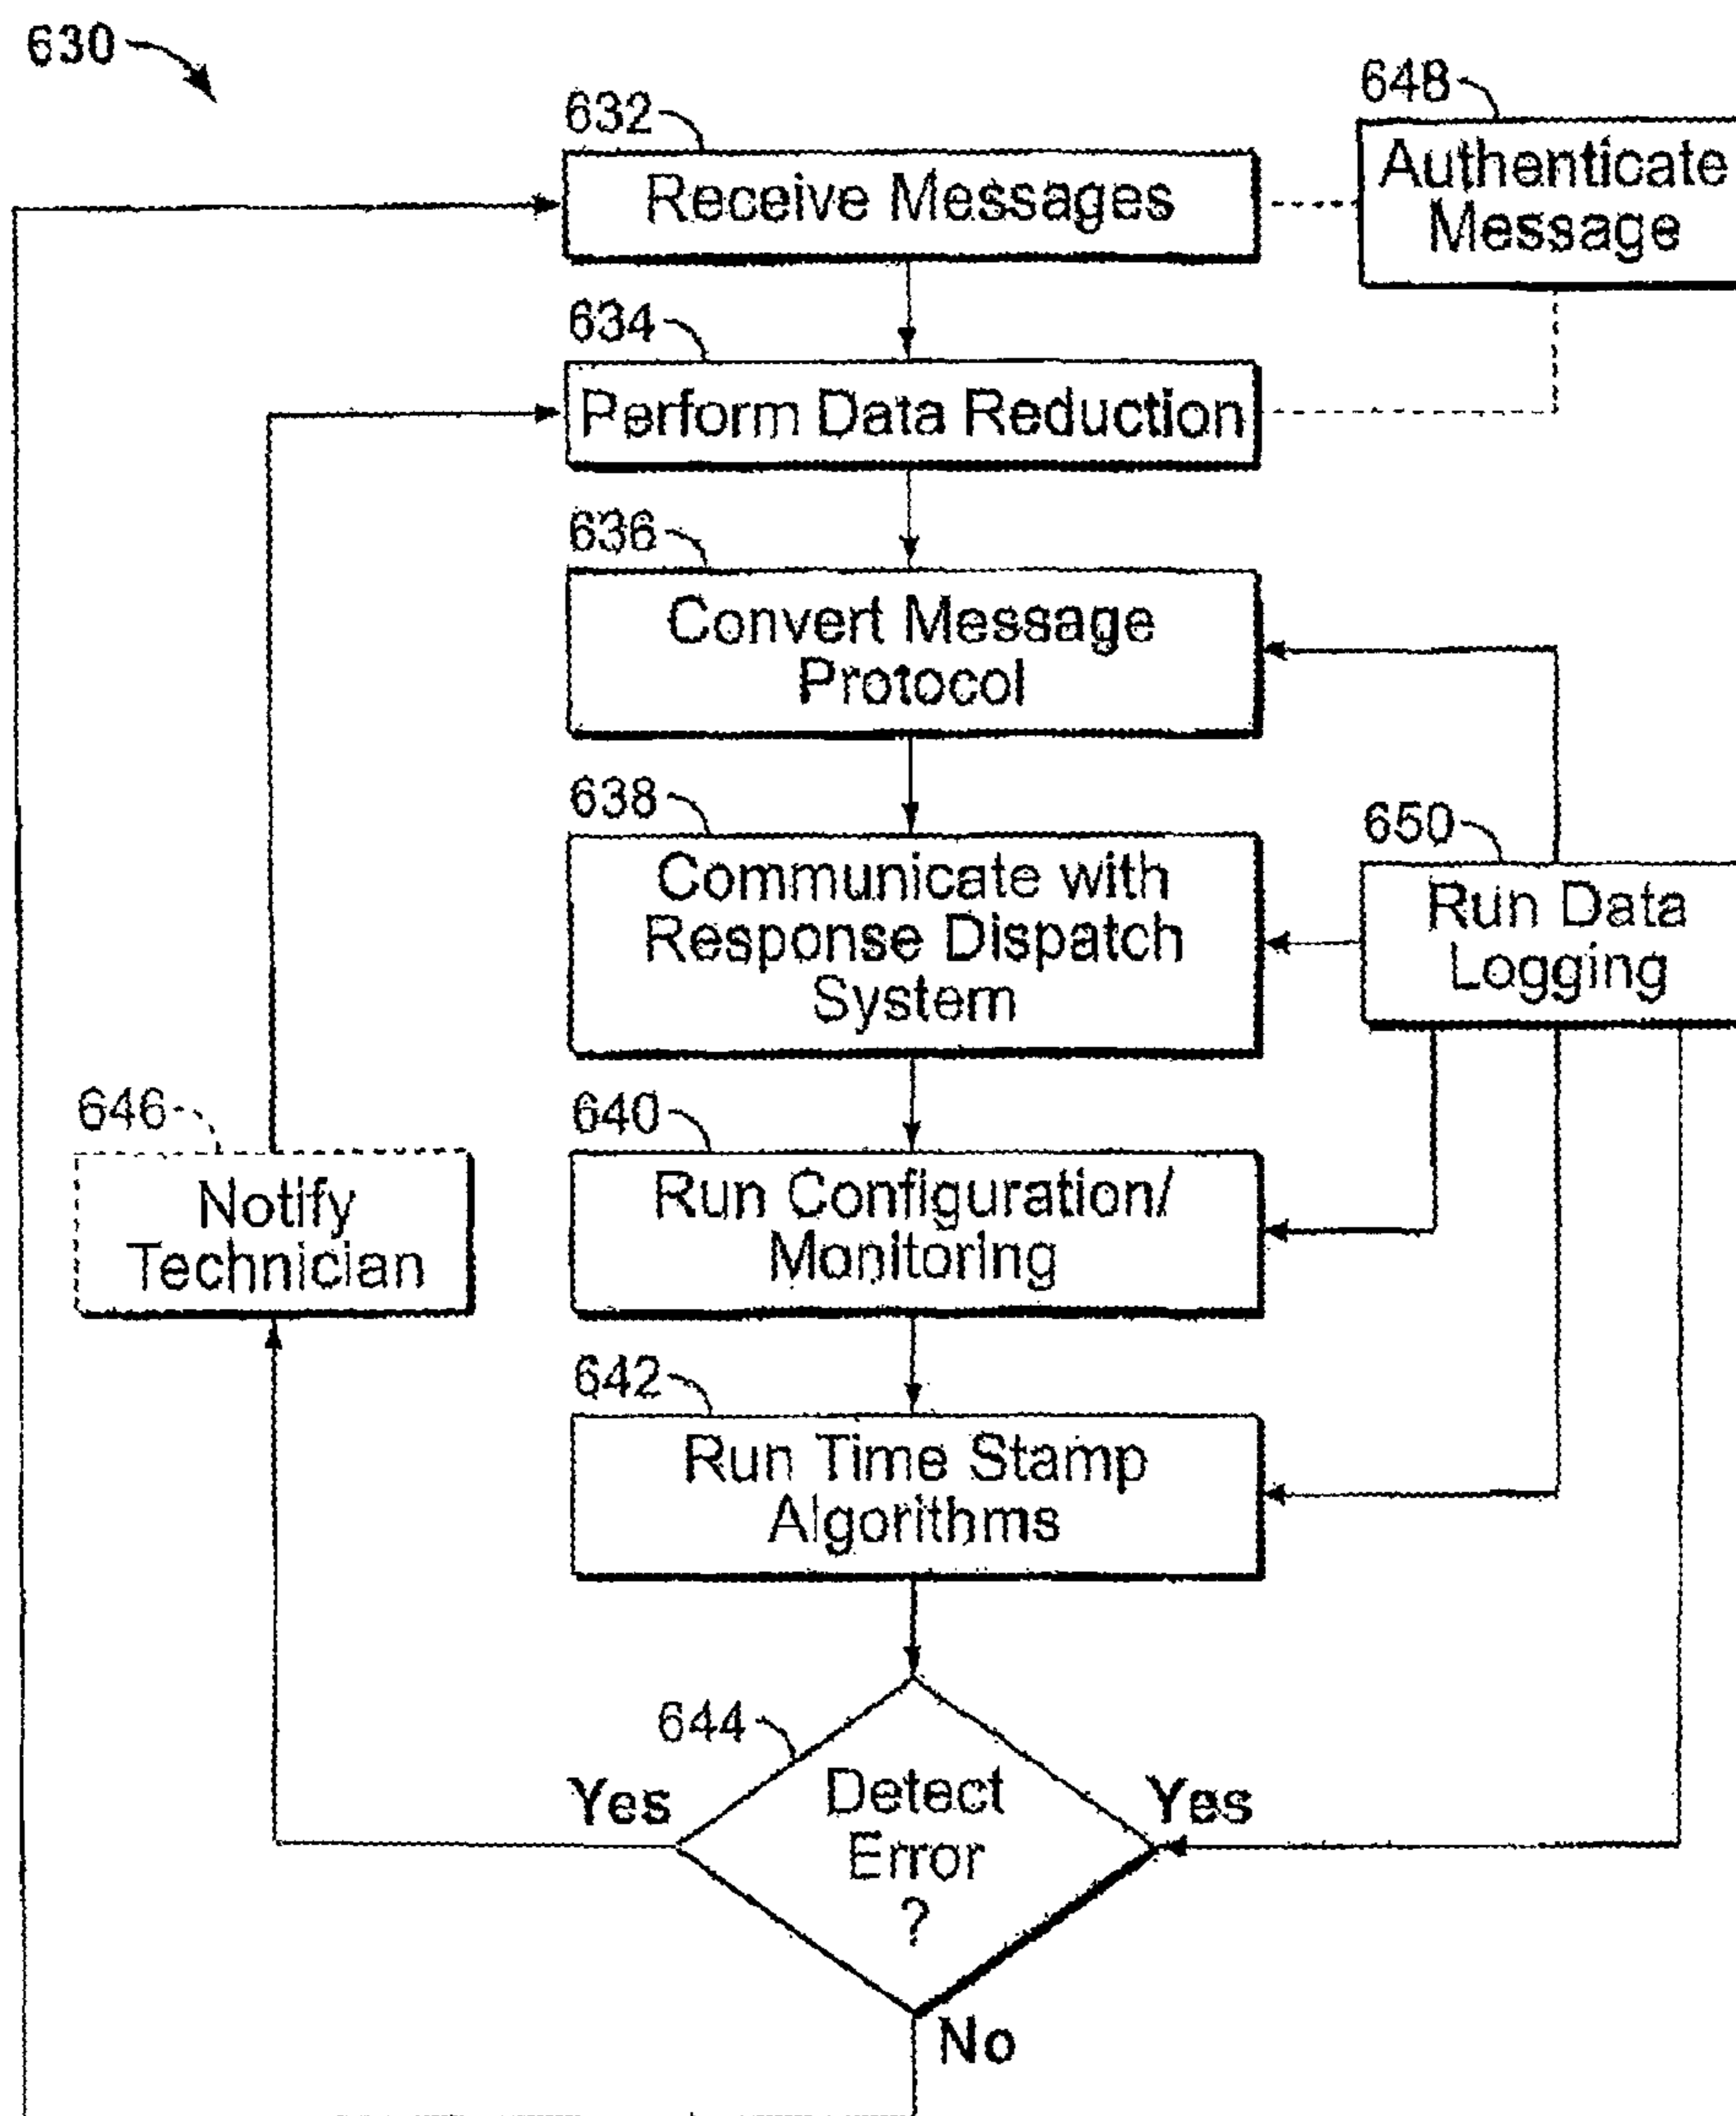 630
632
Receive Messages
648
Authenticate
Message
634
Perform Data Reduction
636
Convert Message
Protocol
638
Communicate with
Response Dispatch
System
650
Run Data
Logging
646
Notify
Technician
640
Run Configuration/
Monitoring
642
Run Time Stamp
Algorithms
644
Detect
Error
?
Yes
Yes
No